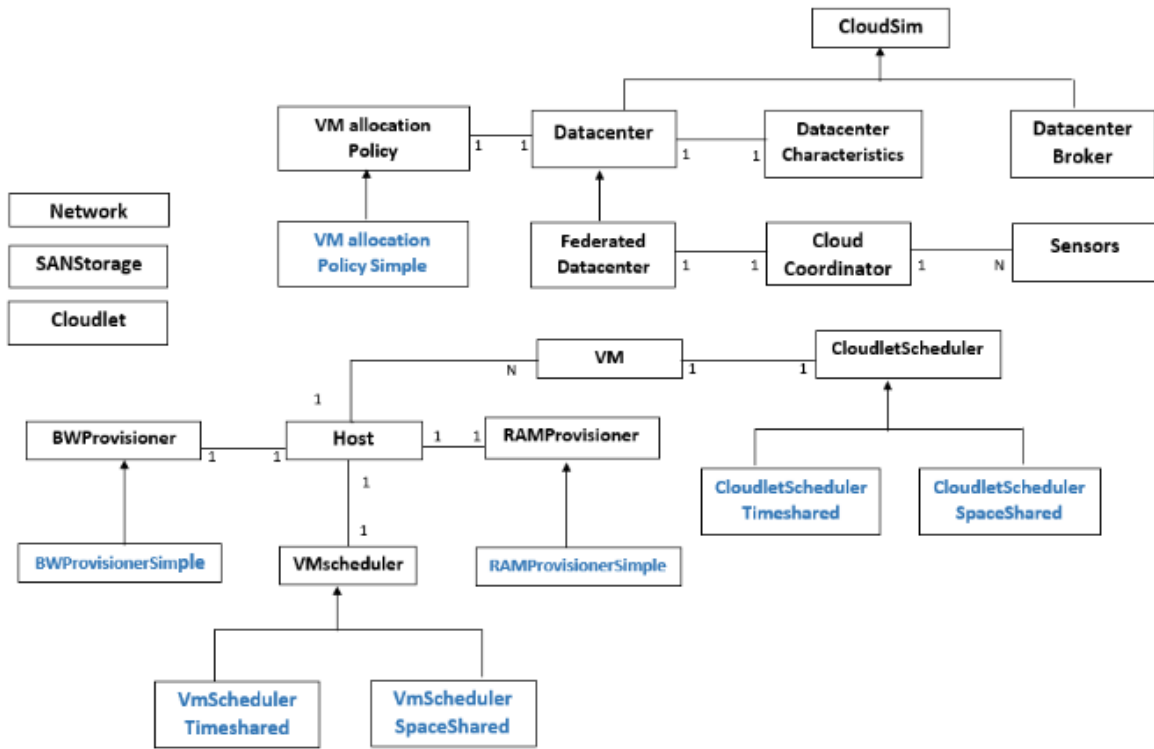 CloudSim
VM allocation
Policy
1
1
Datacenter
1
1
Datacenter
Characteristics
Datacenter
Broker
Network
SANStorage
Cloudlet
VM allocation
Policy Simple
Federated
Datacenter
1
1
Cloud
Coordinator
1
N
Sensors
VM
N
1
1
CloudletScheduler
1
BWProvisioner
1
1
Host
1
1
RAMProvisioner
1
1
CloudletScheduler
Timeshared
CloudletScheduler
SpaceShared
BWProvisionerSimple
VMscheduler
RAMProvisionerSimple
VmScheduler
Timeshared
VmScheduler
SpaceShared